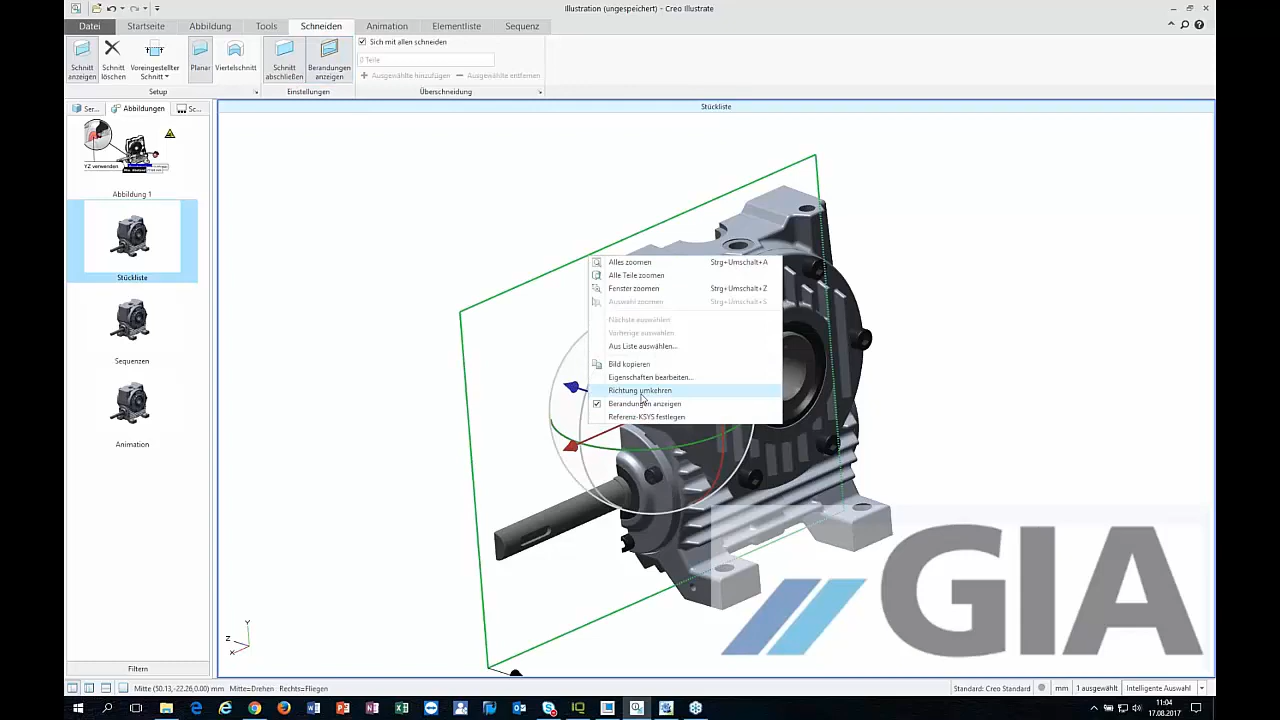 Illustration (ungespeichert) - Creo Illustrate
Datei Startseite Abbildung Tools Schneiden Animation Elementliste Sequenz
Schnitt anzeigen
Schnitt löschen
Voreingestellter Schnitt
Planar
Viertelschnitt
Schnitt abschließen
Berandungen anzeigen
Sich mit allen schneiden
0 Teile
Ausgewählte hinzufügen Ausgewählte entfernen
Setup Einstellungen Überschneidung
Ser... Abbildungen Sc...
Stückliste
YZ verwenden
Abbildung 1
Stückliste
Sequenzen
Animation
Filtern
Alles zoomen Strg+Umschalt+A
Alle Teile zoomen
Fenster zoomen Strg+Umschalt+Z
Auswahl zoomen Strg+Umschalt+S
Nächste auswählen
Vorherige auswählen
Aus Liste auswählen...
Bild kopieren
Eigenschaften bearbeiten...
Richtung umkehren
Berandungen anzeigen
Referenz-KSYS festlegen
GIA
Y
Z
X
Mitte (50.13,-22.26,0.00) mm Mitte=Drehen Rechts=Fliegen
Standard: Creo Standard mm 1 ausgewählt Intelligente Auswahl
11:04
17.08.2017